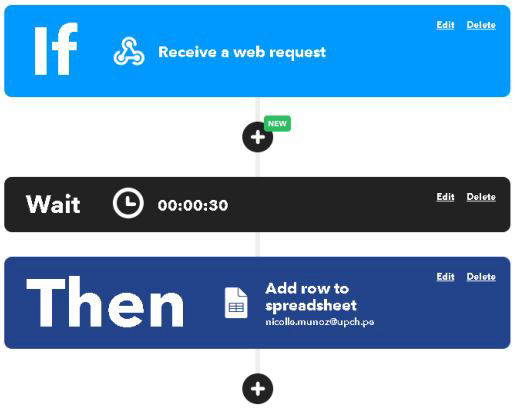 If
Receive a web request
Edit Delete
+
NEW
Wait
00:00:30
Edit Delete
Then
Add row to
spreadsheet
nicolle.munoz@upch.pe
Edit Delete
+